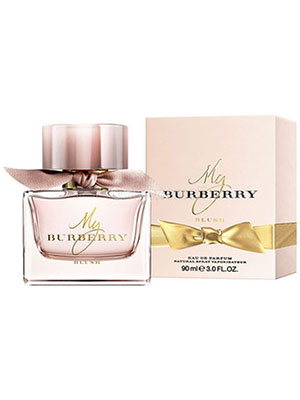 My
BURBERRY
BLUSH
My
BURBERRY
BLUSH
EAU DE PARFUM
NATURAL SPRAY VAPORISATEUR
90 ml e 3.0 FL.OZ.